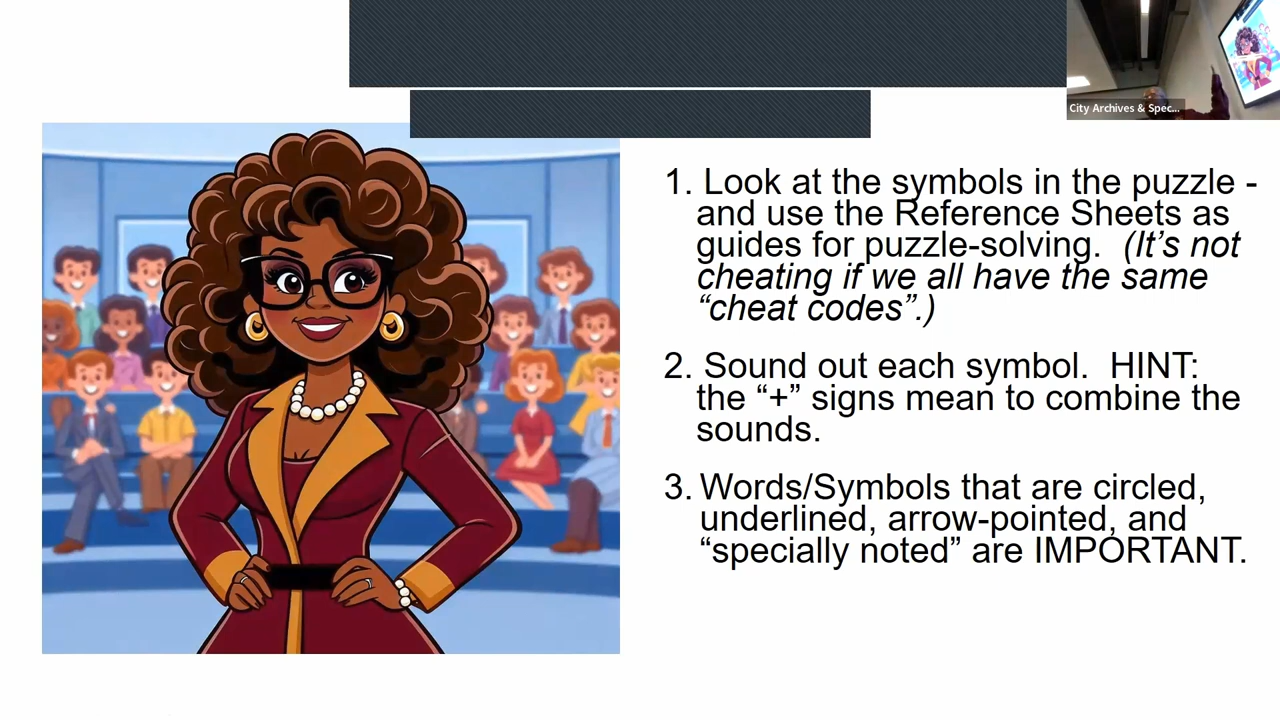 City Archives & Spec...
1. Look at the symbols in the puzzle -
and use the Reference Sheets as
guides for puzzle-solving. (It’s not
cheating if we all have the same
“cheat codes”.)
2. Sound out each symbol. HINT:
the “+” signs mean to combine the
sounds.
3. Words/Symbols that are circled,
underlined, arrow-pointed, and
“specially noted” are IMPORTANT.